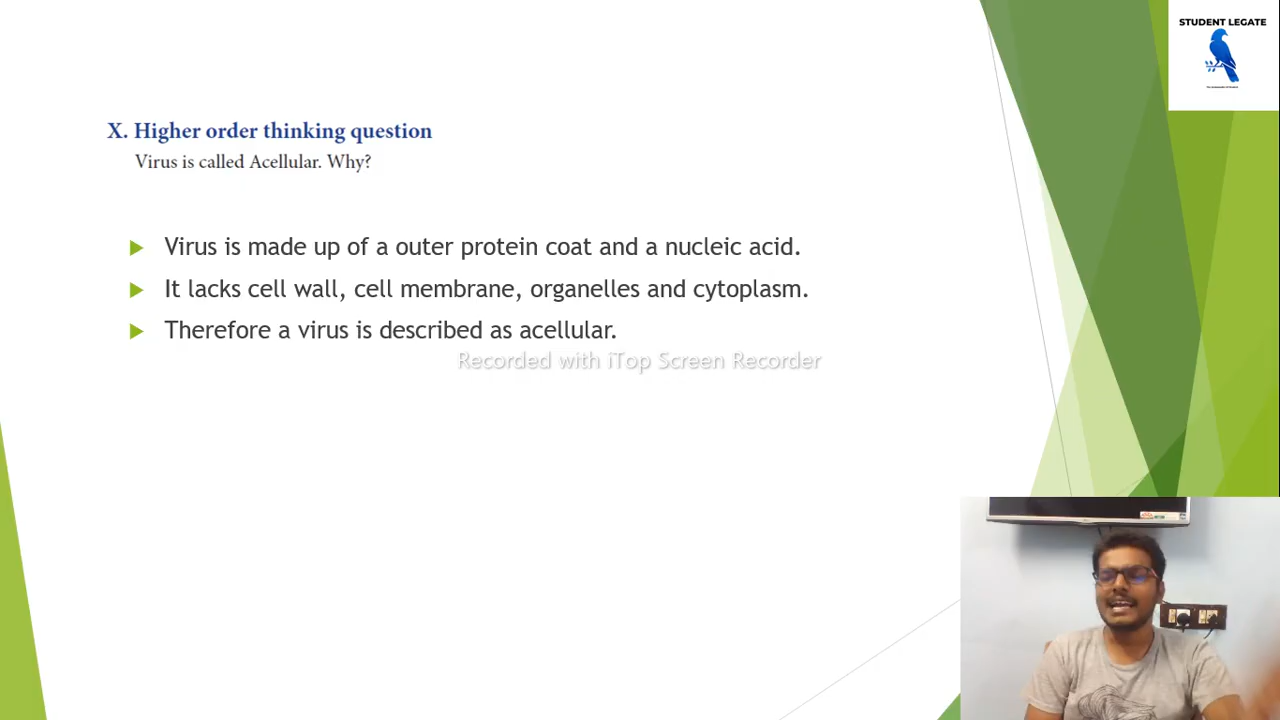 STUDENT LEGATE
X. Higher order thinking question
Virus is called Acellular. Why?
Virus is made up of a outer protein coat and a nucleic acid.
It lacks cell wall, cell membrane, organelles and cytoplasm.
Therefore a virus is described as acellular.
Recorded with iTop Screen Recorder